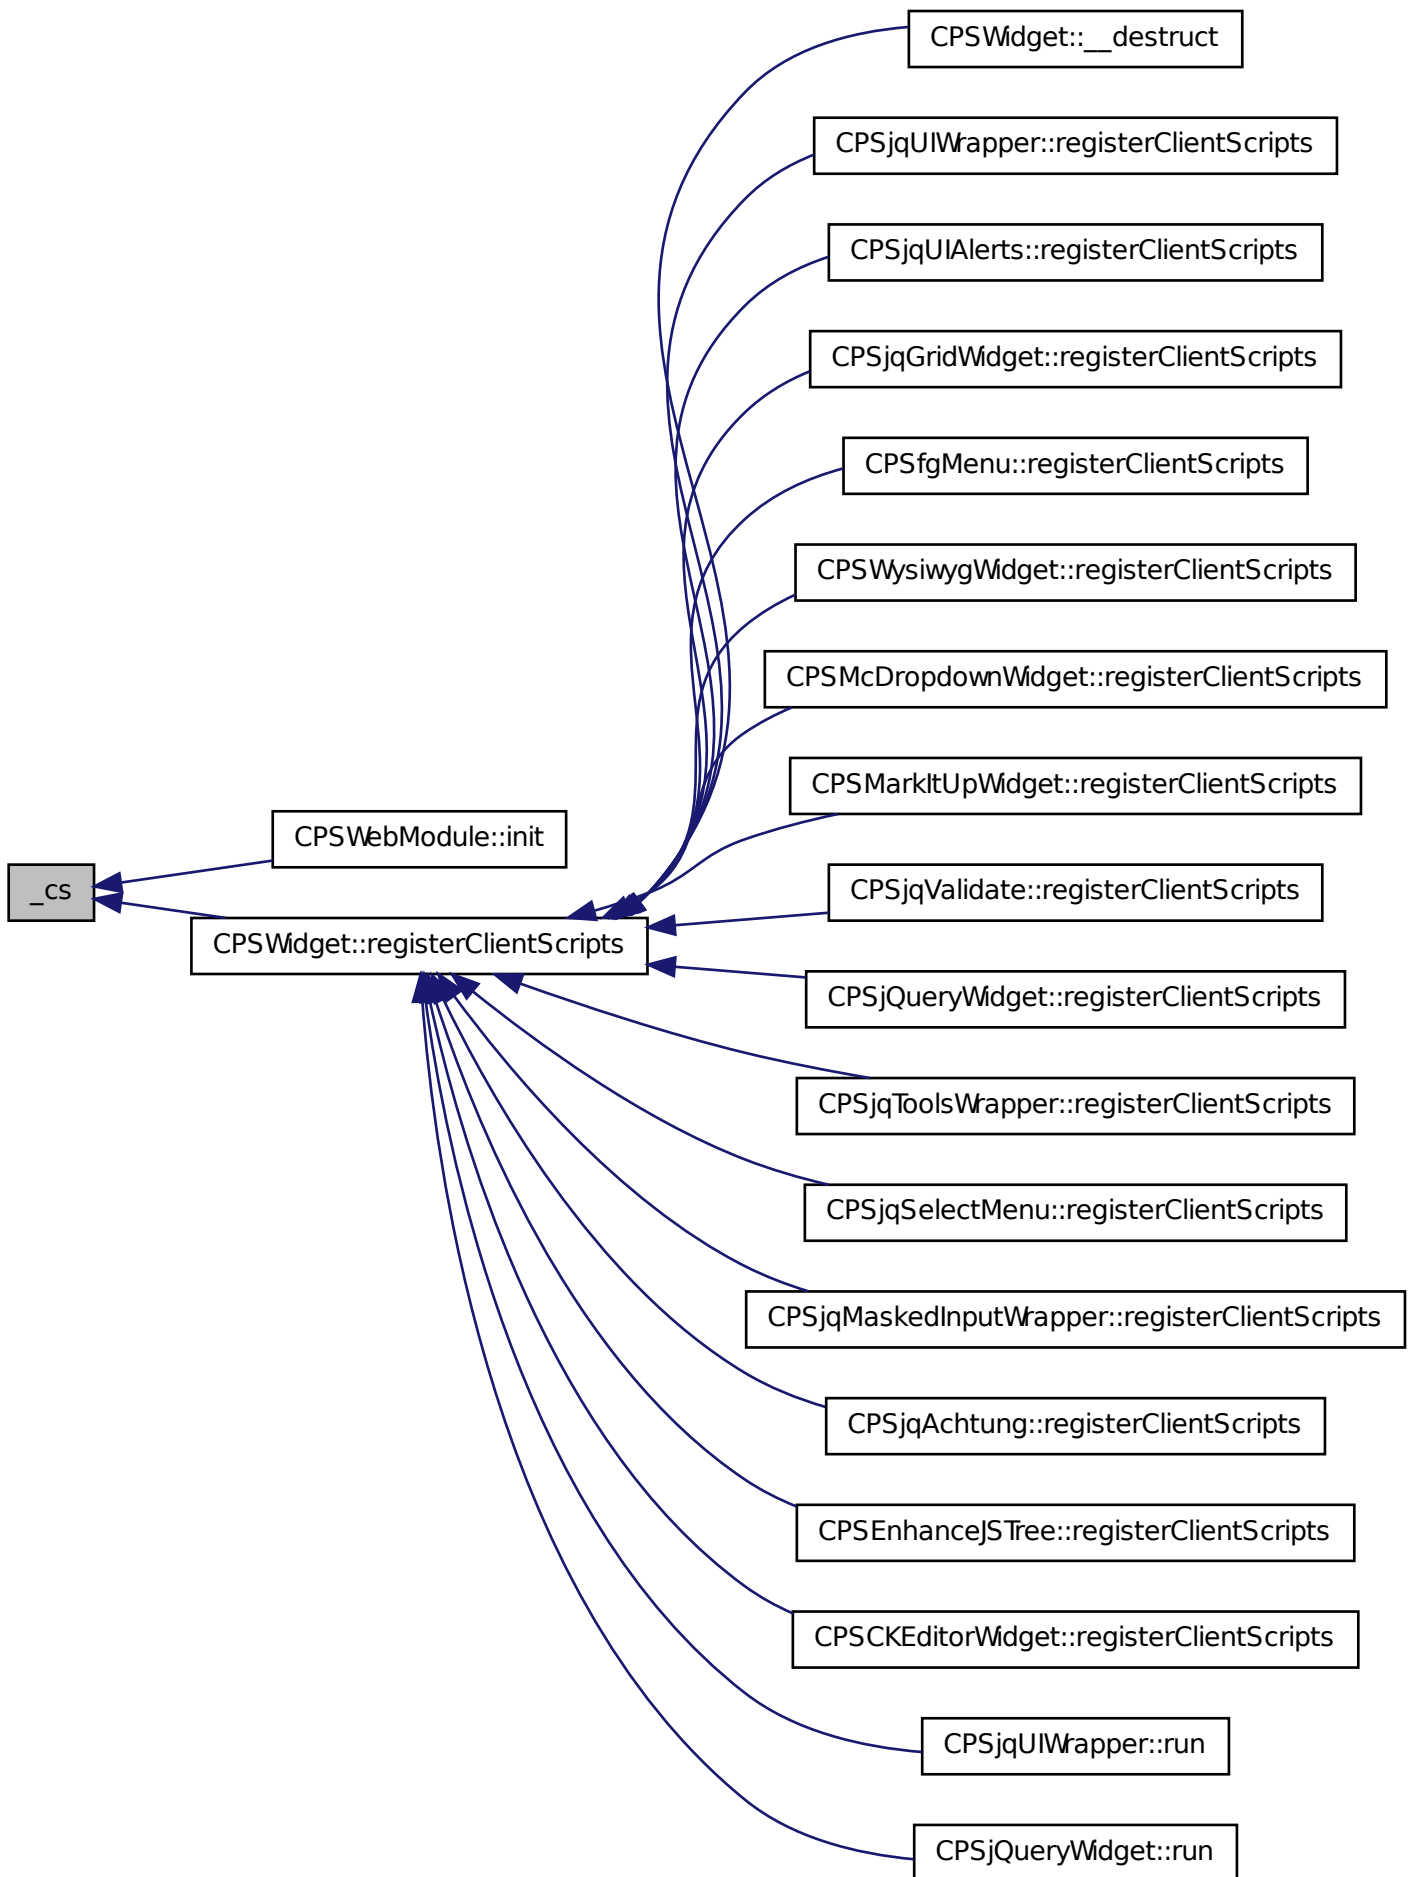 CPSWidget::__destruct
CPSjqUIWrapper::registerClientScripts
CPSjqUIAlerts::registerClientScripts
CPSjqGridWidget::registerClientScripts
CPSfgMenu::registerClientScripts
CPSWysiwygWidget::registerClientScripts
CPSMcDropdownWidget::registerClientScripts
CPSMarkItUpWidget::registerClientScripts
CPSWebModule::init
_cs
CPSjqValidate::registerClientScripts
CPSWidget::registerClientScripts
CPSjQueryWidget::registerClientScripts
CPSjqToolsWrapper::registerClientScripts
CPSjqSelectMenu::registerClientScripts
CPSjqMaskedInputWrapper::registerClientScripts
CPSjqAchtung::registerClientScripts
CPSEnhanceJSTree::registerClientScripts
CPSCKEditorWidget::registerClientScripts
CPSjqUIWrapper::run
CPSjQueryWidget::run